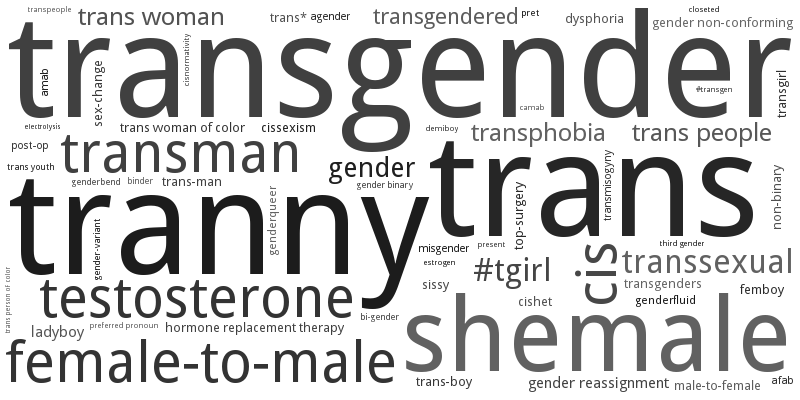 transpeople
trans woman
trans*
agender
transgendered
pret
dysphoria
closeted
gender non-conforming
transgender
amab
sex-change
cisnormativity
#transgen
transgirl
camab
electrolysis
trans woman of color
cissexism
demiboy
transphobia
trans people
post-op
transman
gender
trans
trans youth
genderbend
binder
trans-man
gender binary
tranny
gender-variant
genderqueer
top-surgery
transmisogyny
non-binary
misgender
present
third gender
estrogen
#tgirl
cis
transsexual
trans person of color
testosterone
sissy
transgenders
femboy
cishet
genderfluid
bi-gender
ladyboy
preferred pronoun
hormone replacement therapy
shemale
female-to-male
trans-boy
gender reassignment
male-to-female
afab